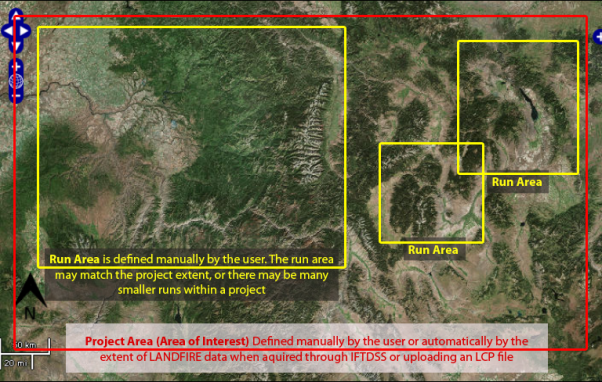 Run Area
Run Area
Run Area is defined manually by the user. The run area
may match the project extent, or there may be many
smaller runs within a project
N
Project Area (Area of Interest) Defined manually by the user or automatically by the
extent of LANDFIRE data when aquired through IFTDSS or uploading an LCP file
20 mi